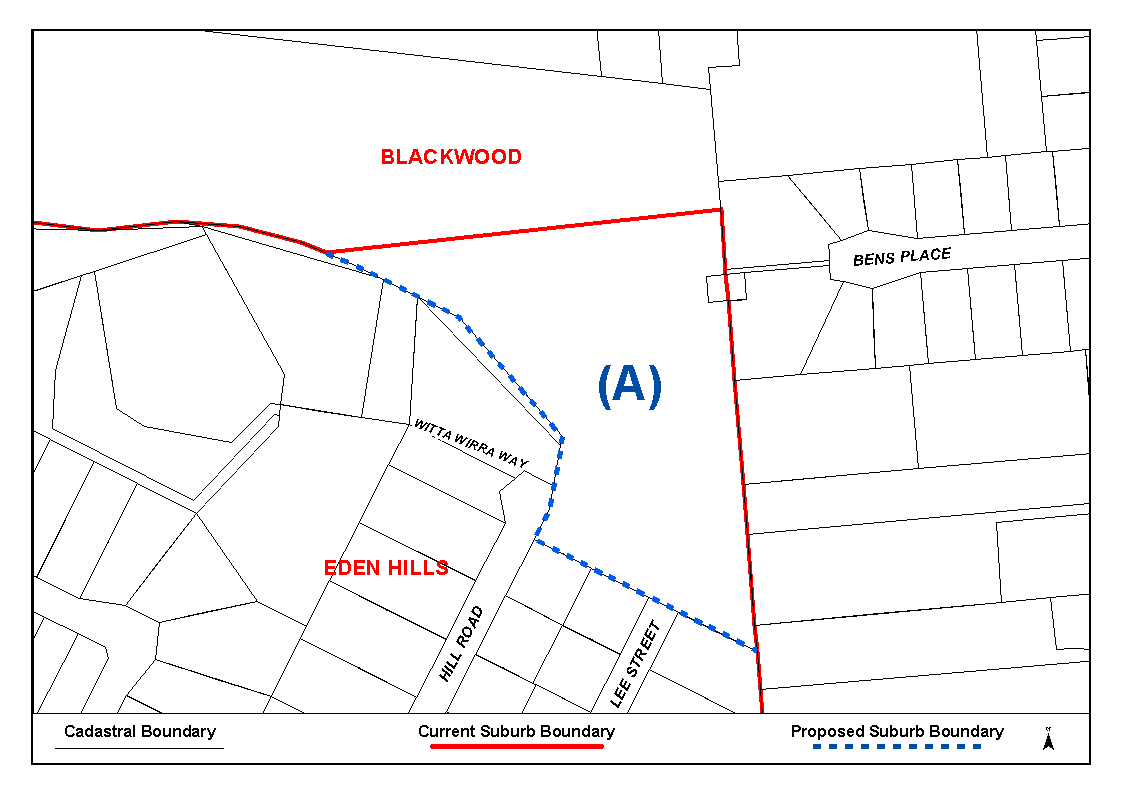 BLACKWOOD
BENS PLACE
(A)
WITTA WIRRA WAY
EDEN HILLS
HILL ROAD
LEE STREET
Cadastral Boundary
Current Suburb Boundary
Proposed Suburb Boundary